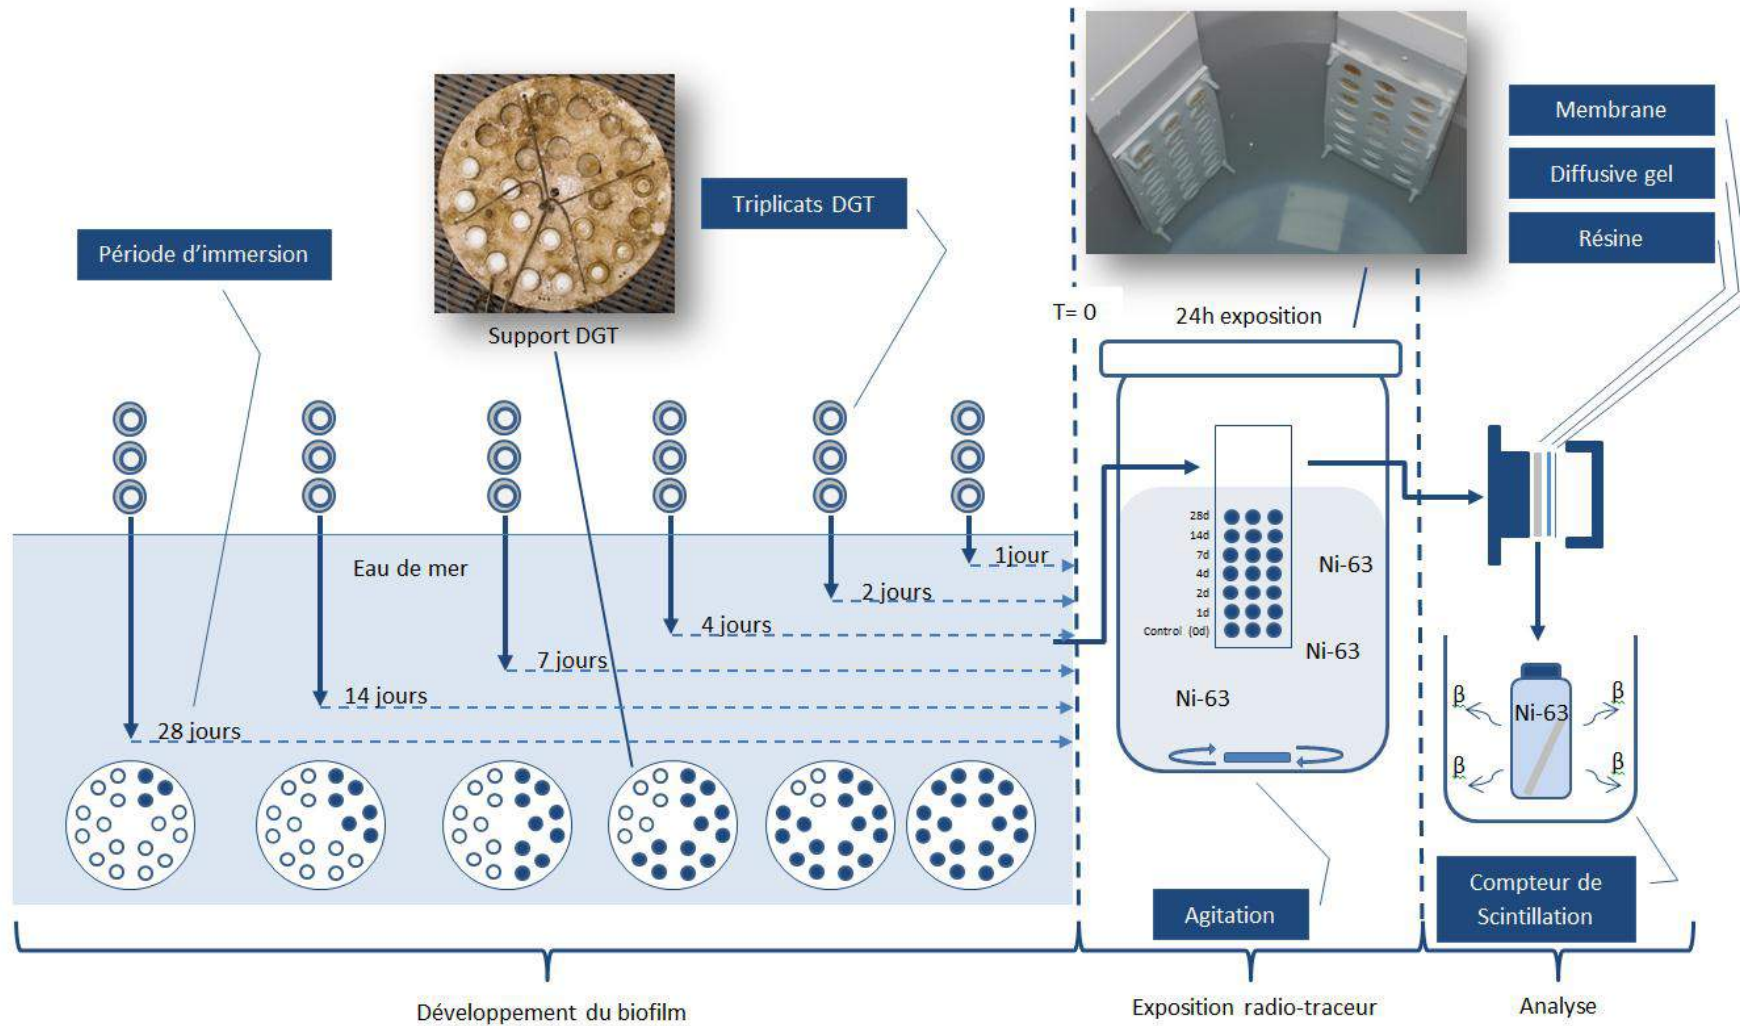 Membrane
Diffusive gel
Résine
Triplicats DGT
Période d'immersion
Support DGT
T= 0
24h exposition
Eau de mer
1jour
2 jours
4 jours
7 jours
14 jours
28 jours
28d
14d
7d
4d
2d
1d
Control (0d)
Ni-63
Ni-63
Ni-63
Ni-63
β
β
β
β
Agitation
Compteur de
Scintillation
Développement du biofilm
Exposition radio-traceur
Analyse